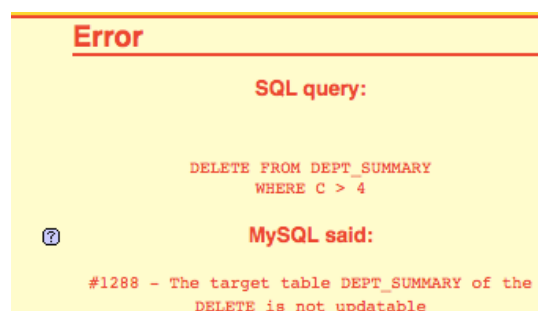 Error
SQL query:
DELETE FROM DEPT_SUMMARY
WHERE C > 4
MySQL said:
#1288 - The target table DEPT_SUMMARY of the
DELETE is not updatable